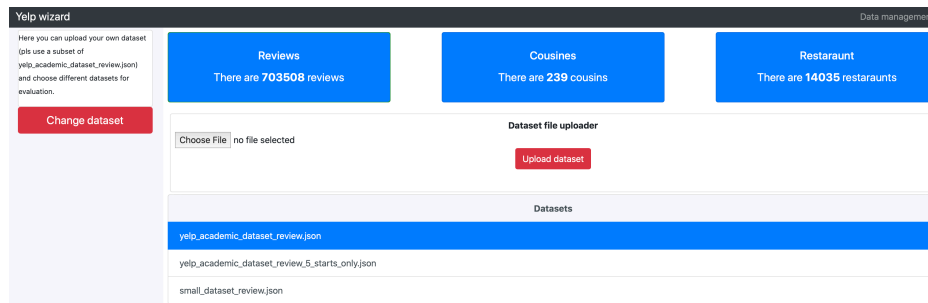 Yelp wizard
Data managemen
Here you can upload your own dataset
(pls use a subset of
yelp_academic_dataset_review.json)
and choose different datasets for
evaluation.
Change dataset
Reviews
There are 703508 reviews
Cousines
There are 239 cousins
Restaraunt
There are 14035 restaraunts
Dataset file uploader
Choose File no file selected
Upload dataset
Datasets
yelp_academic_dataset_review.json
yelp_academic_dataset_review_5_starts_only.json
small_dataset_review.json